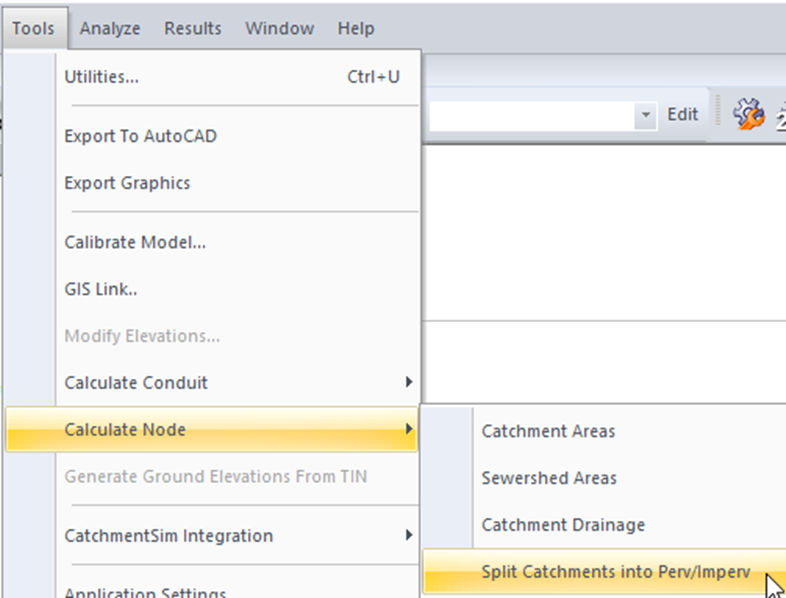 Tools Analyze Results Window Help
Utilities... Ctrl+U
Edit
Export To AutoCAD
Export Graphics
Calibrate Model...
GIS Link..
Modify Elevations...
Calculate Conduit
Calculate Node
Generate Ground Elevations From TIN
CatchmentSim Integration
Application Settings
Catchment Areas
Sewershed Areas
Catchment Drainage
Split Catchments into Perv/Imperv